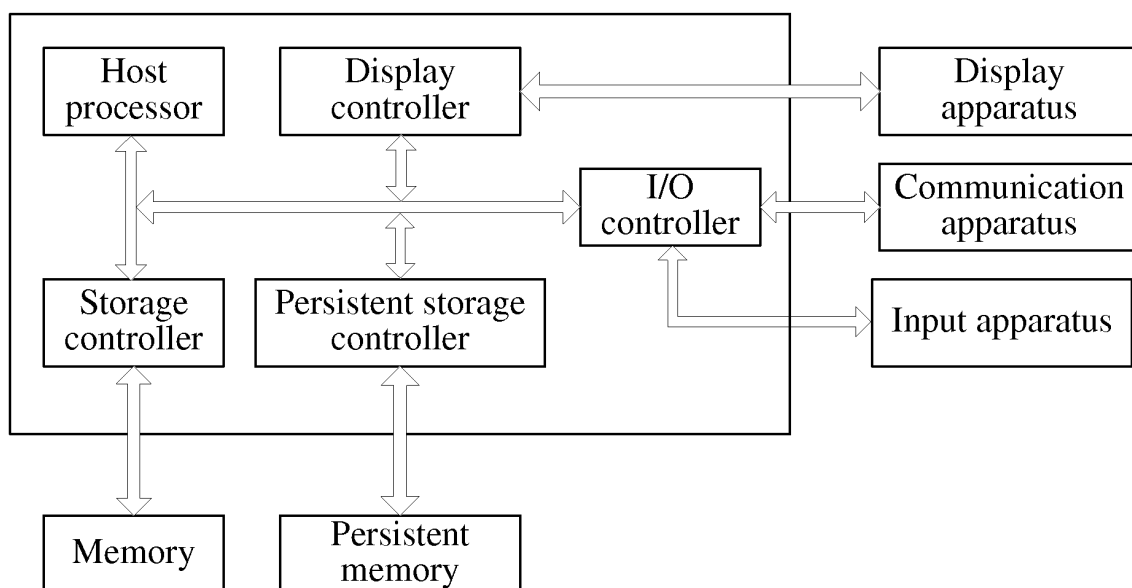 Host
processor
Display
controller
Display
apparatus
I/O
controller
Communication
apparatus
Storage
controller
Persistent storage
controller
Input apparatus
Memory
Persistent
memory